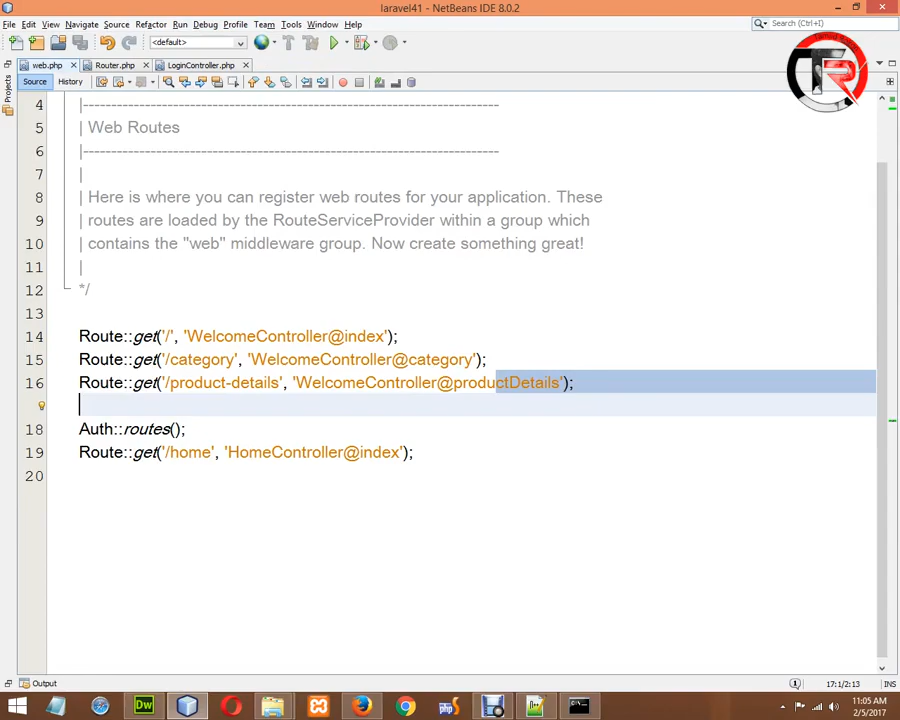 laravel41 - NetBeans IDE 8.0.2
File Edit View Navigate Source Refactor Run Debug Profile Team Tools Window Help
<default>
Search (Ctrl+I)
web.php Router.php LoginController.php
Source History
Projects
4 |--------------------------------------------------------------------------
5 | Web Routes
6 |--------------------------------------------------------------------------
7 |
8 | Here is where you can register web routes for your application. These
9 | routes are loaded by the RouteServiceProvider within a group which
10 | contains the "web" middleware group. Now create something great!
11 |
12 */
13
14 Route::get('/', 'WelcomeController@index');
15 Route::get('/category', 'WelcomeController@category');
16 Route::get('/product-details', 'WelcomeController@productDetails');
18 Auth::routes();
19 Route::get('/home', 'HomeController@index');
20
Output
17:1/2:13 INS
Dw
11:05 AM
2/5/2017